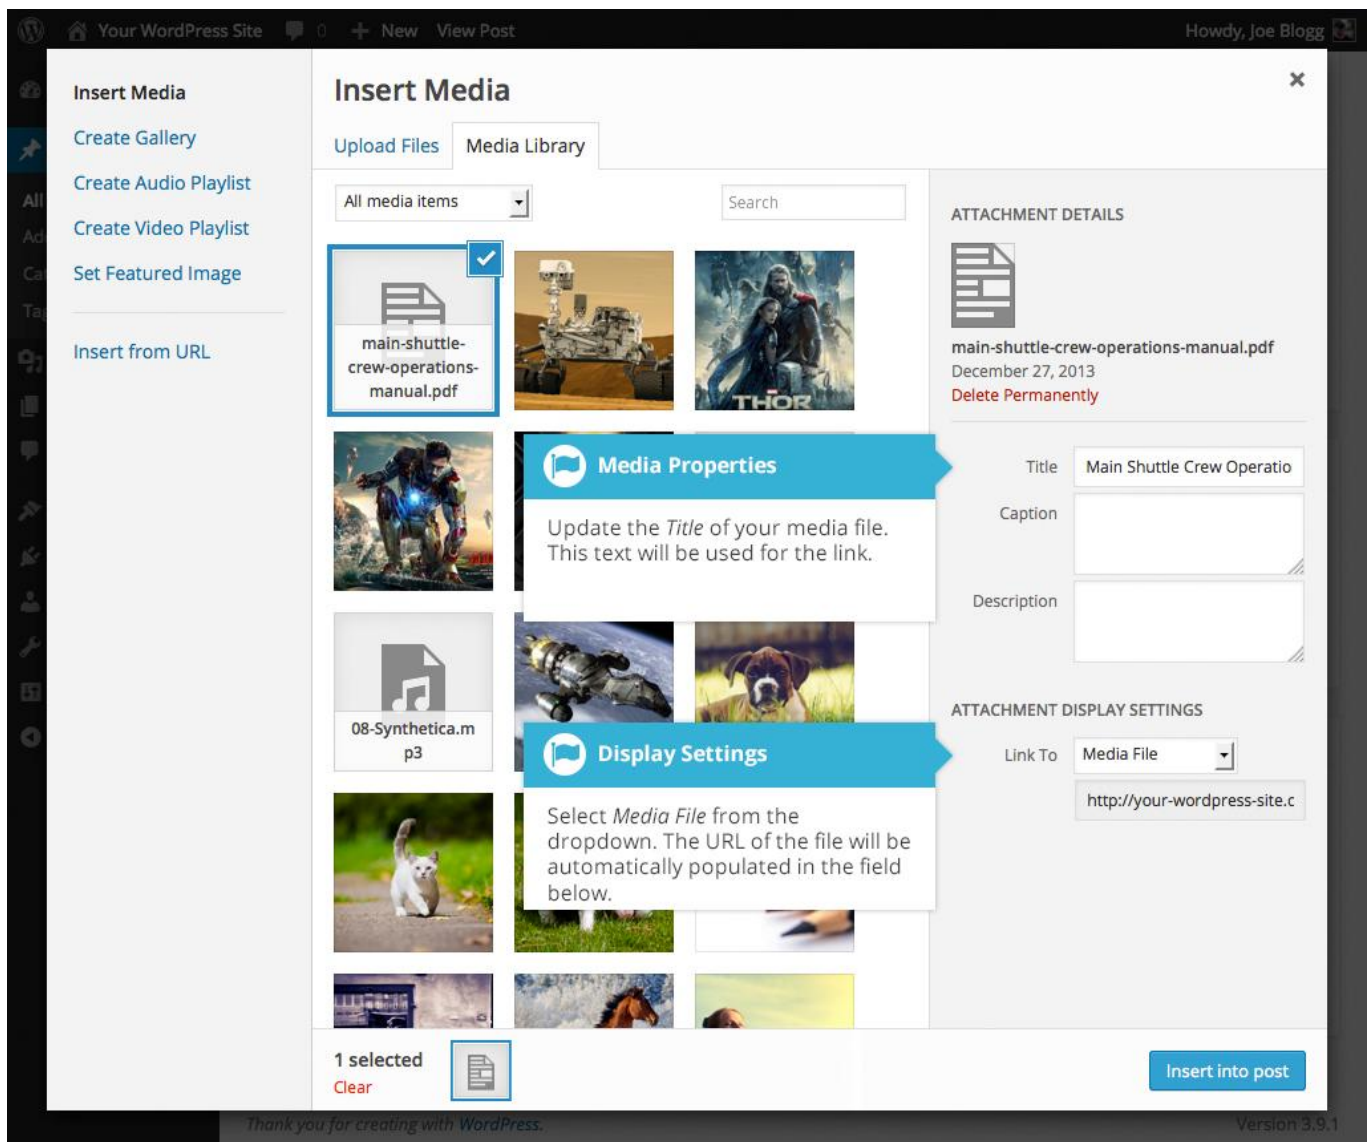 Your WordPress Site 0 + New View Post Howdy, Joe Blogg
Insert Media
Create Gallery
Create Audio Playlist
Create Video Playlist
Set Featured Image
Insert from URL
All
Ad
Ca
Ta
Insert Media
×
Upload Files Media Library
All media items
Search
main-shuttle-
crew-operations-
manual.pdf
THOR
Media Properties
Update the Title of your media file.
This text will be used for the link.
08-Synthetica.m
p3
Display Settings
Select Media File from the
dropdown. The URL of the file will be
automatically populated in the field
below.
ATTACHMENT DETAILS
main-shuttle-crew-operations-manual.pdf
December 27, 2013
Delete Permanently
Title Main Shuttle Crew Operatio
Caption
Description
ATTACHMENT DISPLAY SETTINGS
Link To Media File
http://your-wordpress-site.c
1 selected
Clear
Insert into post
Thank you for creating with WordPress.
Version 3.9.1